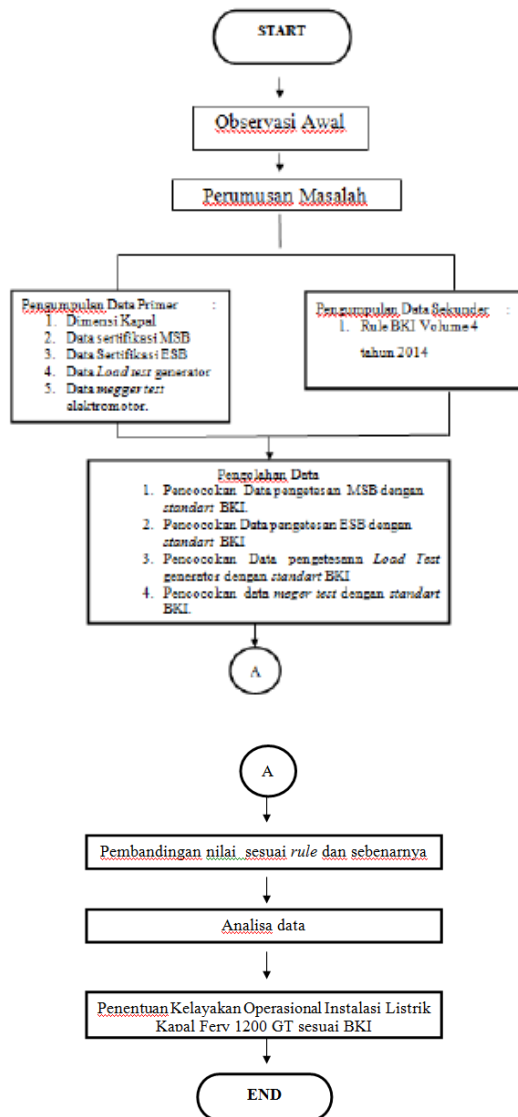 START
Observasi Awal
Perumusan Masalah
Pengumpulan Data Primer :
1. Dimensi Kapal
2. Data sertifikasi MSB
3. Data Sertifikasi ESB
4. Data Load test generator
5. Data megger test
elektromotor.
Pengumpulan Data Sekunder :
1. Rule BKI Volume 4
tahun 2014
Pengolahan Data
1. Pencocokan Data pengetesan MSB dengan
standart BKI.
2. Pencocokan Data pengetesan ESB dengan
standart BKI
3. Pencocokan Data pengetesann Load Test
generator dengan standart BKI
4. Pencocokan data mager test dengan standart
BKI.
A
A
Pembandingan nilai sesuai rule dan sebenarnya
Analisa data
Penentuan Kelayakan Operasional Instalasi Listrik
Kapal Fery 1200 GT sesuai BKI
END